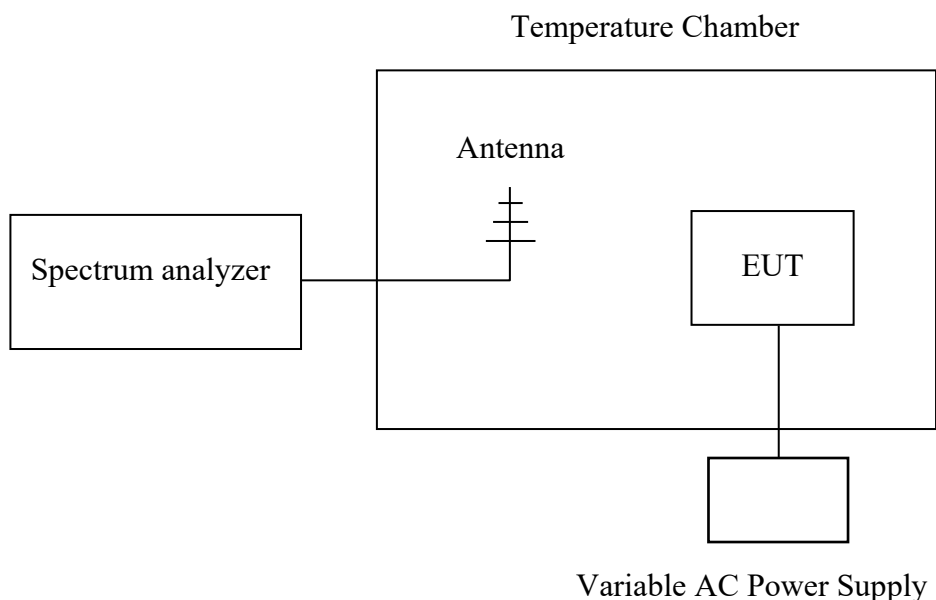 Temperature Chamber
Antenna
Spectrum analyzer
EUT
Variable AC Power Supply